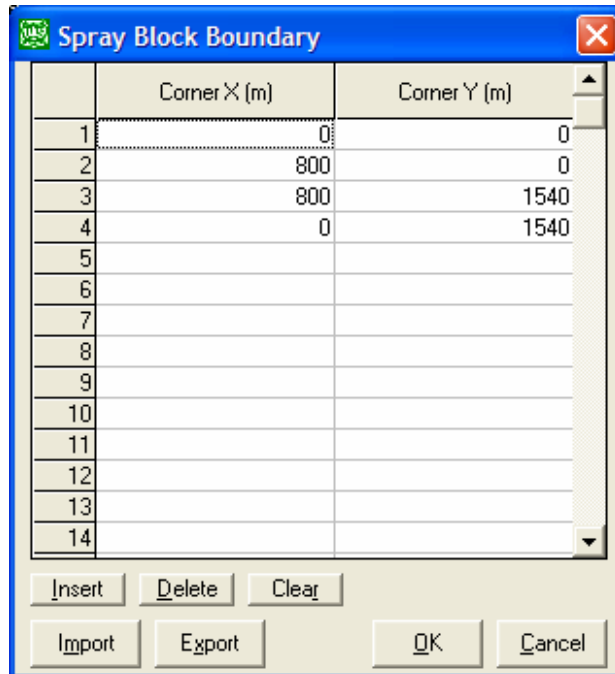 Spray Block Boundary
Corner X (m) Corner Y (m)
1 0 0
2 800 0
3 800 1540
4 0 1540
5
6
7
8
9
10
11
12
13
14
Insert Delete Clear
Import Export OK Cancel